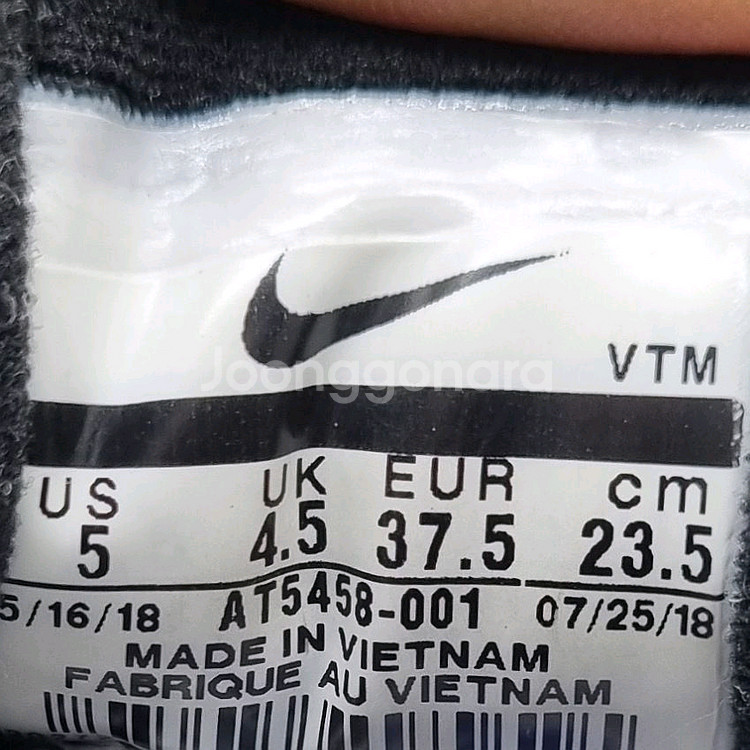 VTM
Joonggonara
US UK EUR cm
5 4.5 37.5 23.5
5/16/18 AT5458-001 07/25/18
MADE IN VIETNAM
FABRIQUE AU VIETNAM